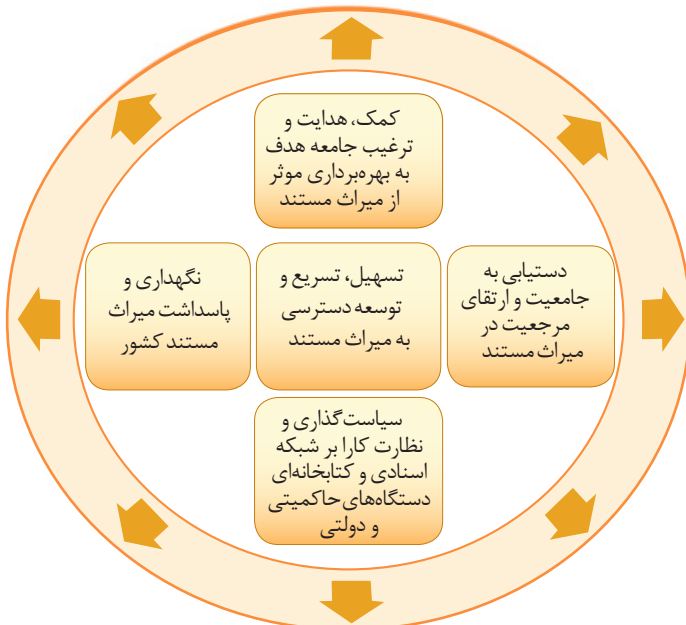 کمک، هدایت و
ترغیب جامعه هدف
به بهره‌برداری موثر
از میراث مستند
دستیابی به
جامعیت و ارتقای
مرجعیت در
میراث مستند
تسهیل، تسریع و
توسعه دسترسی
به میراث مستند
نگهداری و
پاسداشت میراث
مستند کشور
سیاست‌گذاری و
نظارت کارا بر شبکه
اسنادی و کتابخانه‌ای
دستگاه‌های حاکمیتی
و دولتی